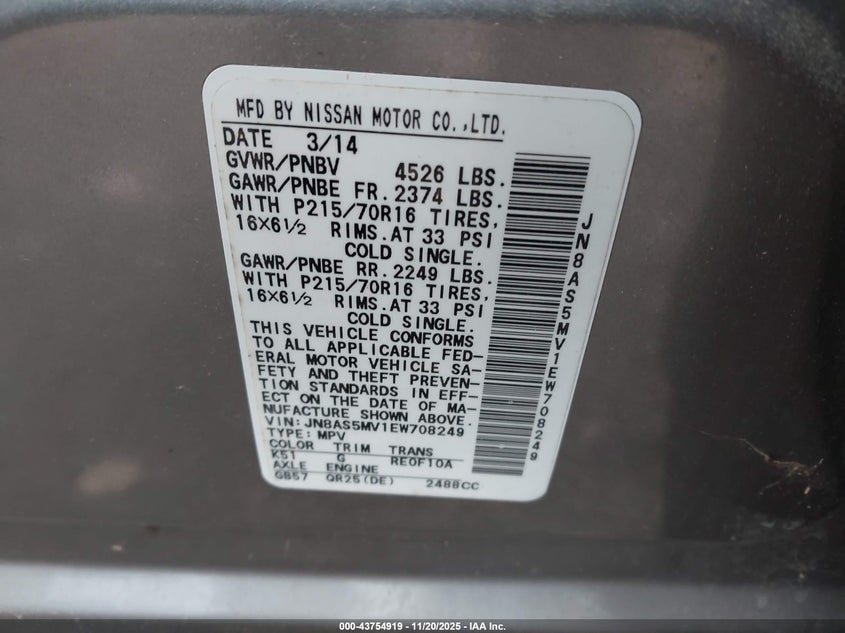 MFD BY NISSAN MOTOR CO.,LTD.
DATE 3/14
GVWR/PNBV 4526 LBS.
GAWR/PNBE FR. 2374 LBS.
WITH P215/70R16 TIRES,
16X6½ RIMS.AT 33 PSI
COLD SINGLE.
GAWR/PNBE RR. 2249 LBS.
WITH P215/70R16 TIRES,
16X6½ RIMS.AT 33 PSI
COLD SINGLE.
THIS VEHICLE CONFORMS
TO ALL APPLICABLE FED-
ERAL MOTOR VEHICLE SA-
FETY AND THEFT PREVEN-
TION STANDARDS IN EFF-
ECT ON THE DATE OF MA-
NUFACTURE SHOWN ABOVE.
VIN:JN8AS5MV1EW708249
TYPE:MPV
COLOR TRIM TRANS
K51 G RE0F10A
AXLE ENGINE
GB57 QR25(DE) 2488CC
JN8AS5MV1EW708249
000-43754919 - 11/20/2025 - IAA Inc.